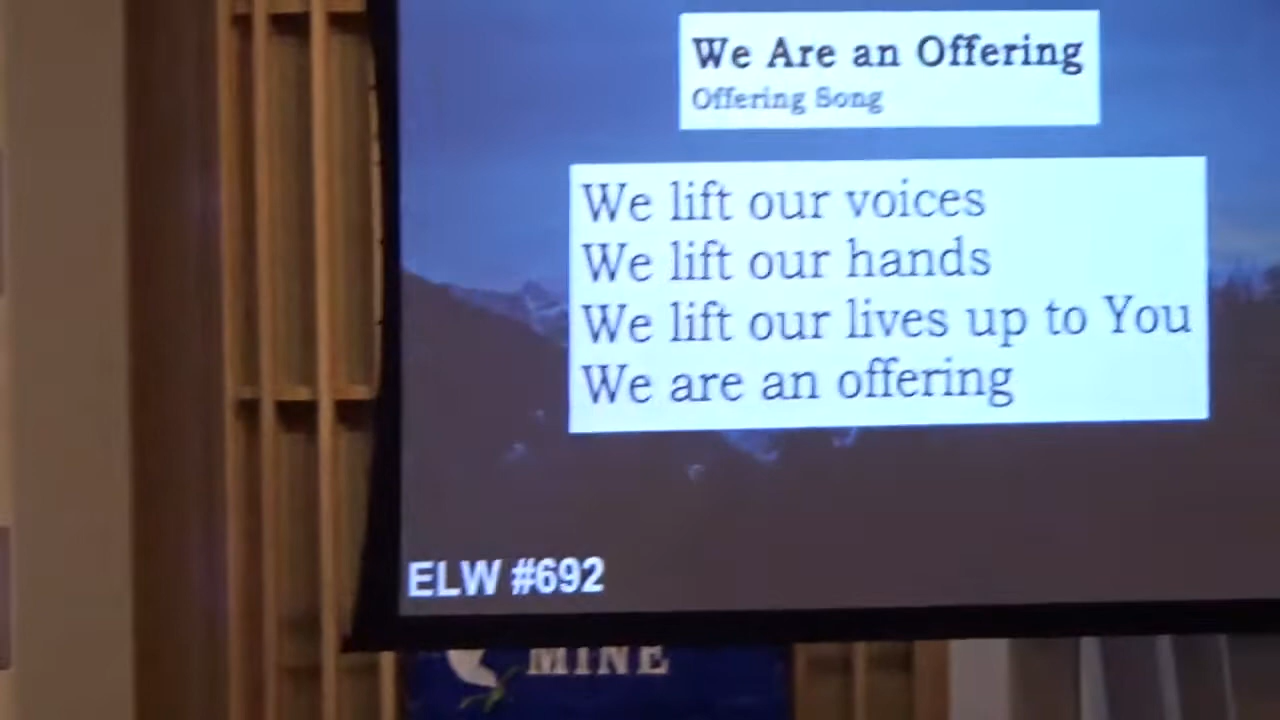 We Are an Offering
Offering Song
We lift our voices
We lift our hands
We lift our lives up to You
We are an offering
ELW #692
MINE